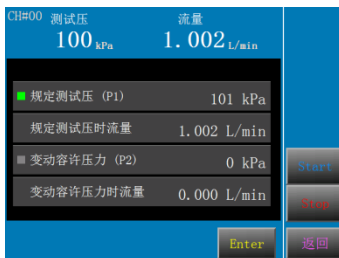 CH#00 测试压 流量
100 kPa 1.002 L/min
规定测试压 (P1) 101 kPa
规定测试压时流量 1.002 L/min
变动容许压力 (P2) 0 kPa
变动容许压力时流量 0.000 L/min
Start
Stop
Enter 返回